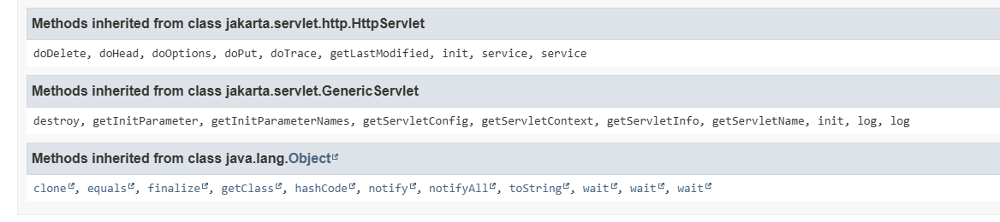 Methods inherited from class jakarta.servlet.http.HttpServlet
doDelete, doHead, doOptions, doPut, doTrace, getLastModified, init, service, service
Methods inherited from class jakarta.servlet.GenericServlet
destroy, getInitParameter, getInitParameterNames, getServletConfig, getServletContext, getServletInfo, getServletName, init, log, log
Methods inherited from class java.lang.Object
clone, equals, finalize, getClass, hashCode, notify, notifyAll, toString, wait, wait, wait